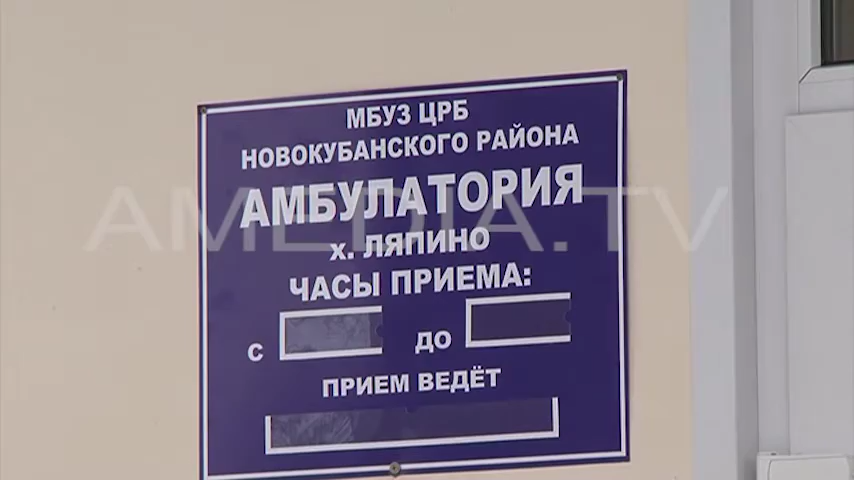 МБУЗ ЦРБ
НОВОКУБАНСКОГО РАЙОНА
АМБУЛАТОРИЯ
х. ЛЯПИНО
ЧАСЫ ПРИЕМА:
с до
ПРИЕМ ВЕДЁТ
AMEDIA.TV